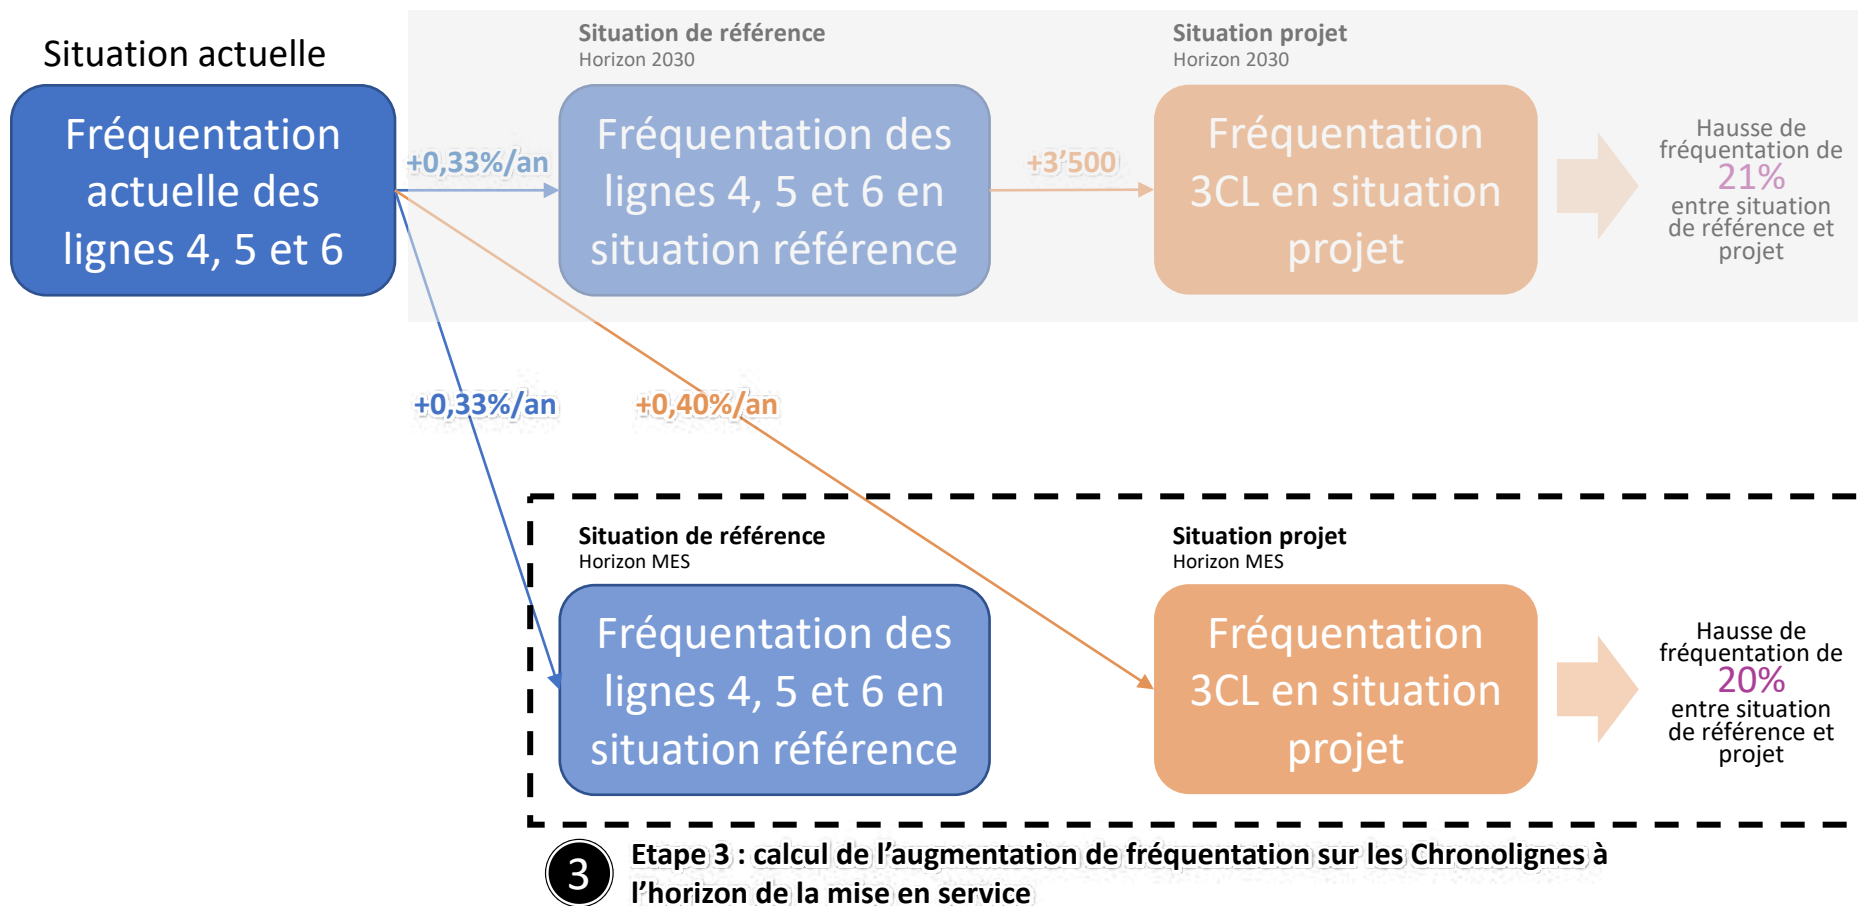 Situation actuelle
Fréquentation
actuelle des
lignes 4, 5 et 6
+0,33%/an
Situation de référence
Horizon 2030
Fréquentation des
lignes 4, 5 et 6 en
situation référence
+3’500
Situation projet
Horizon 2030
Fréquentation
3CL en situation
projet
Hausse de
fréquentation de
21%
entre situation
de référence et
projet
+0,33%/an
+0,40%/an
Situation de référence
Horizon MES
Fréquentation des
lignes 4, 5 et 6 en
situation référence
Situation projet
Horizon MES
Fréquentation
3CL en situation
projet
Hausse de
fréquentation de
20%
entre situation
de référence et
projet
3
Etape 3 : calcul de l’augmentation de fréquentation sur les Chronolignes à
l’horizon de la mise en service